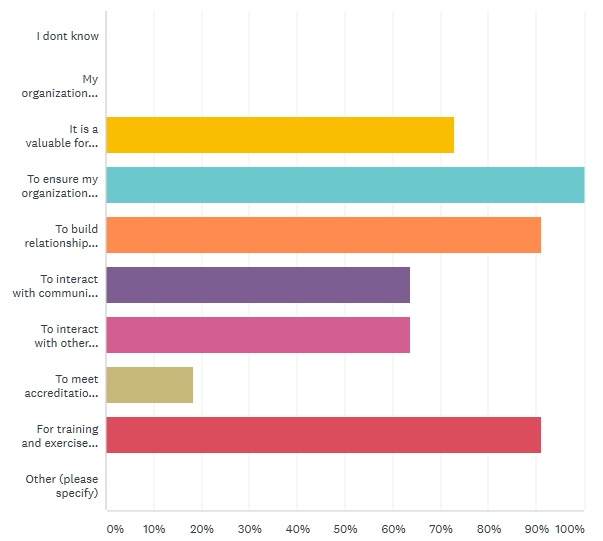 I dont know
My
organization...
It is a
valuable for...
To ensure my
organization...
To build
relationship...
To interact
with communi...
To interact
with other...
To meet
accreditatio...
For training
and exercise...
Other (please
specify)
0% 10% 20% 30% 40% 50% 60% 70% 80% 90% 100%